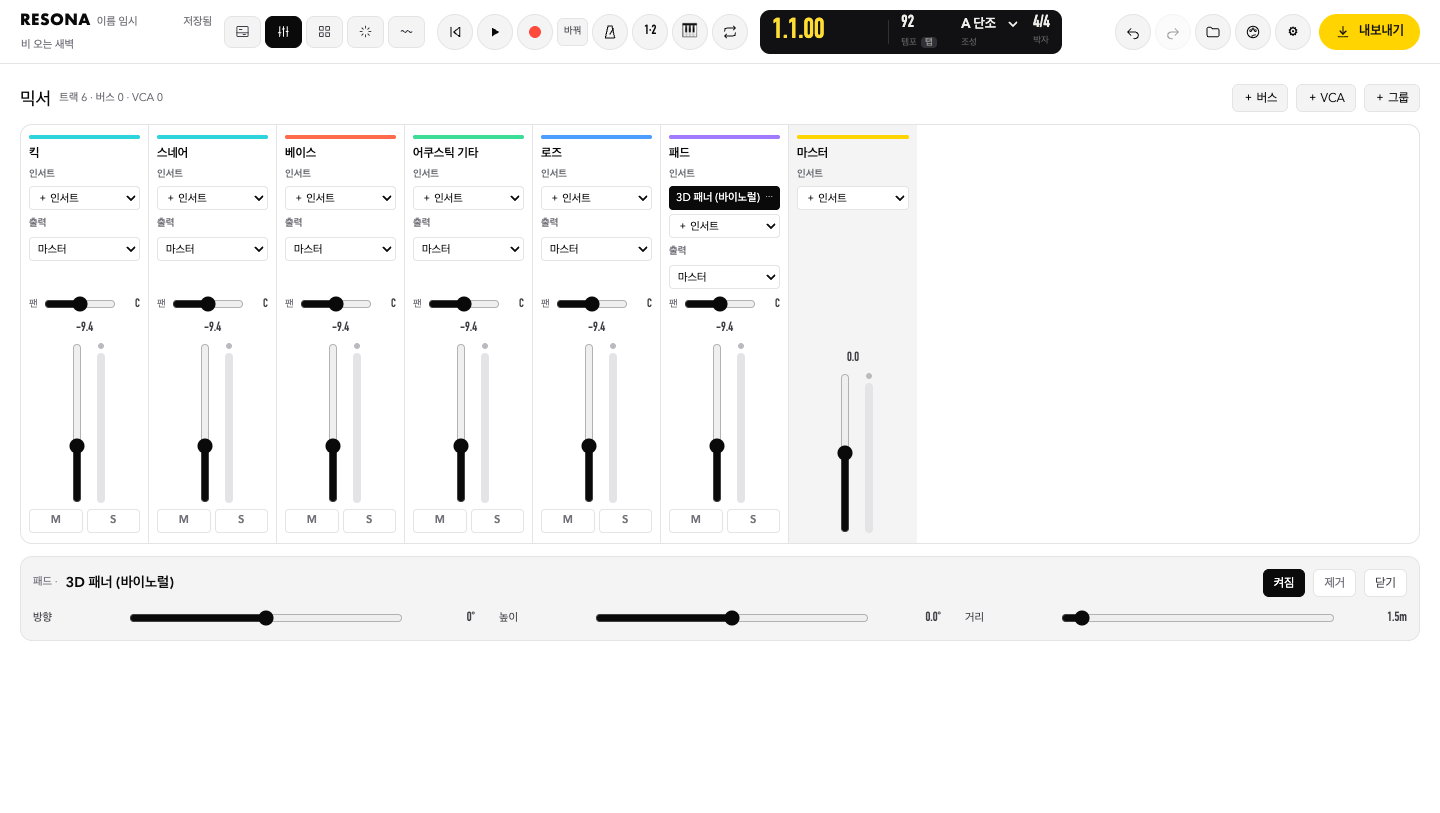 RESONA 이름 임시 저장됨
비 오는 새벽
바꿔
1·2
1.1.00
92
템포 탭
A 단조
조성
4/4
박자
내보내기
믹서 트랙 6 · 버스 0 · VCA 0
+ 버스
+ VCA
+ 그룹
킥
인서트
+ 인서트
출력
마스터
팬 C
-9.4
M S
스네어
인서트
+ 인서트
출력
마스터
팬 C
-9.4
M S
베이스
인서트
+ 인서트
출력
마스터
팬 C
-9.4
M S
어쿠스틱 기타
인서트
+ 인서트
출력
마스터
팬 C
-9.4
M S
로즈
인서트
+ 인서트
출력
마스터
팬 C
-9.4
M S
패드
인서트
3D 패너 (바이노럴) ···
+ 인서트
출력
마스터
팬 C
-9.4
M S
마스터
인서트
+ 인서트
0.0
패드 · 3D 패너 (바이노럴)
켜짐
제거
닫기
방향 0°
높이 0.0°
거리 1.5m